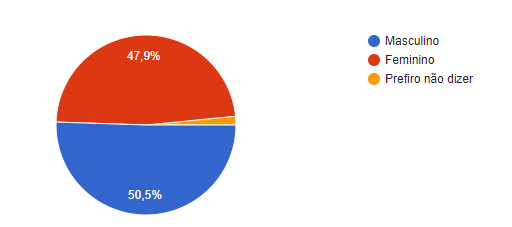 47,9%
50,5%
Masculino
Feminino
Prefiro não dizer